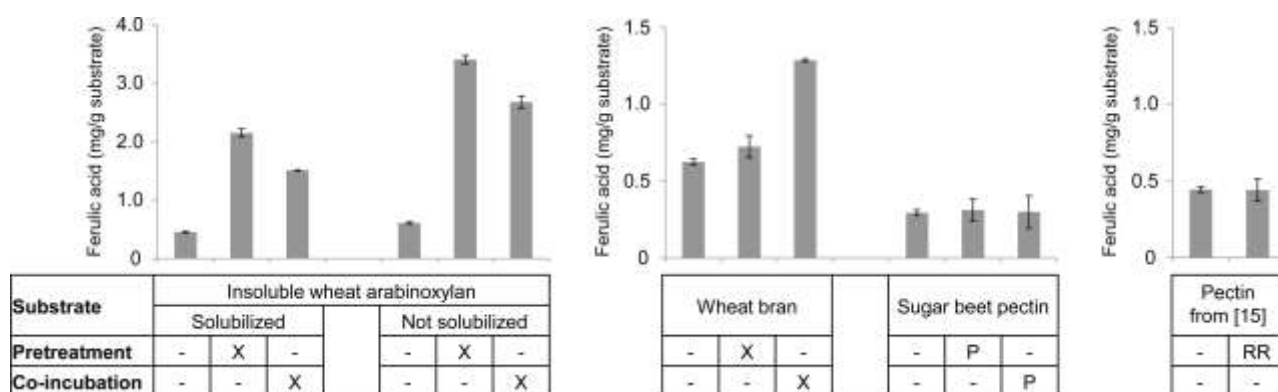 Ferulic acid (mg/g substrate)
4.0
3.0
2.0
1.0
0
Ferulic acid (mg/g substrate)
1.5
1.0
0.5
0
Ferulic acid (mg/g substrate)
1.5
1.0
0.5
0
Substrate Insoluble wheat arabinoxylan Wheat bran Sugar beet pectin Pectin from [15]
Solubilized Not solubilized
Pretreatment - X - - X - - X - - P - - RR
Co-incubation - - X - - X - - X - - P - -